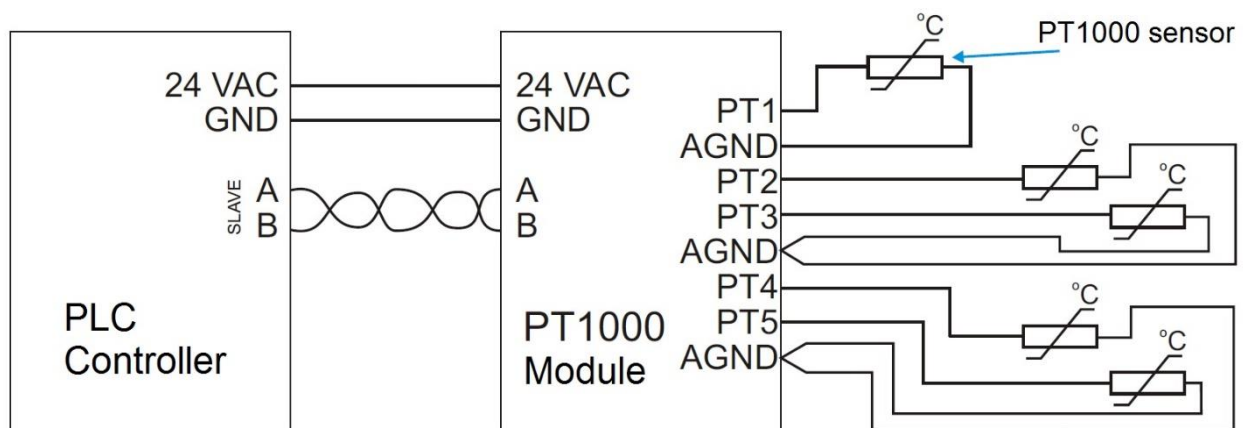 °C
PT1000 sensor
24 VAC
GND
SLAVE
A
B
PLC
Controller
24 VAC
GND
A
B
PT1000
Module
PT1
AGND
PT2
PT3
AGND
PT4
PT5
AGND
°C
°C
°C
°C